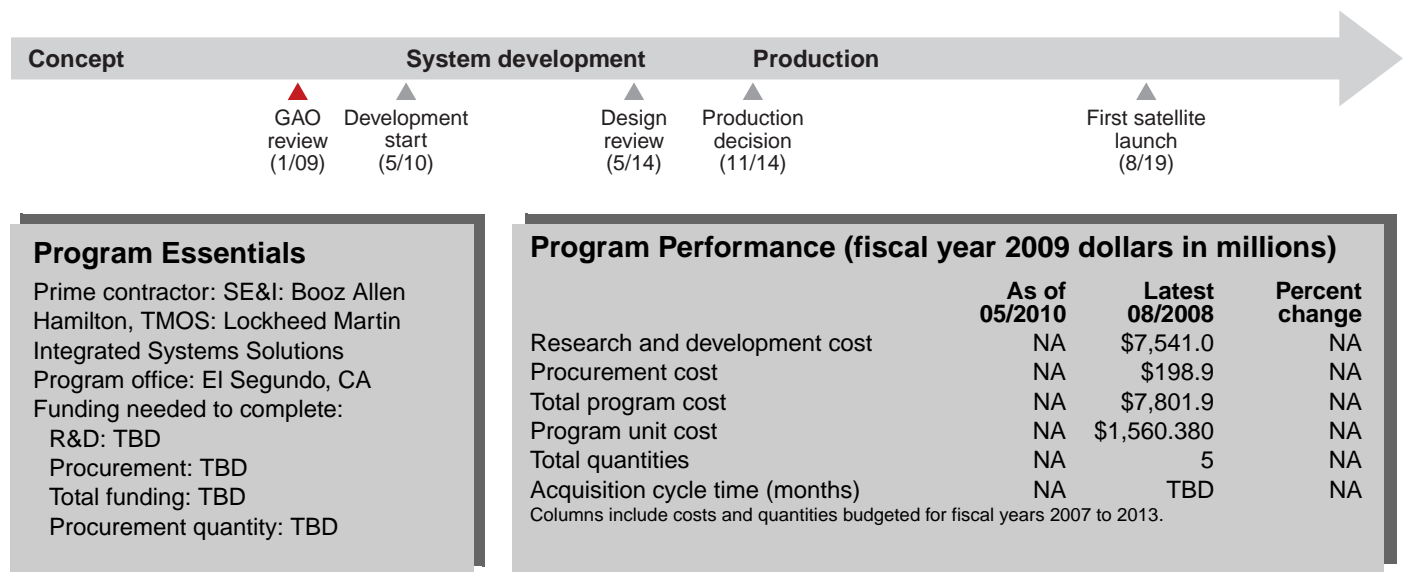 Concept System development Production
GAO review (1/09)
Development start (5/10)
Design review (5/14)
Production decision (11/14)
First satellite launch (8/19)
Program Essentials
Prime contractor: SE&I: Booz Allen
Hamilton, TMOS: Lockheed Martin
Integrated Systems Solutions
Program office: El Segundo, CA
Funding needed to complete:
R&D: TBD
Procurement: TBD
Total funding: TBD
Procurement quantity: TBD
Program Performance (fiscal year 2009 dollars in millions)
As of 05/2010 Latest 08/2008 Percent change
Research and development cost NA $7,541.0 NA
Procurement cost NA $198.9 NA
Total program cost NA $7,801.9 NA
Program unit cost NA $1,560.380 NA
Total quantities NA 5 NA
Acquisition cycle time (months) NA TBD NA
Columns include costs and quantities budgeted for fiscal years 2007 to 2013.